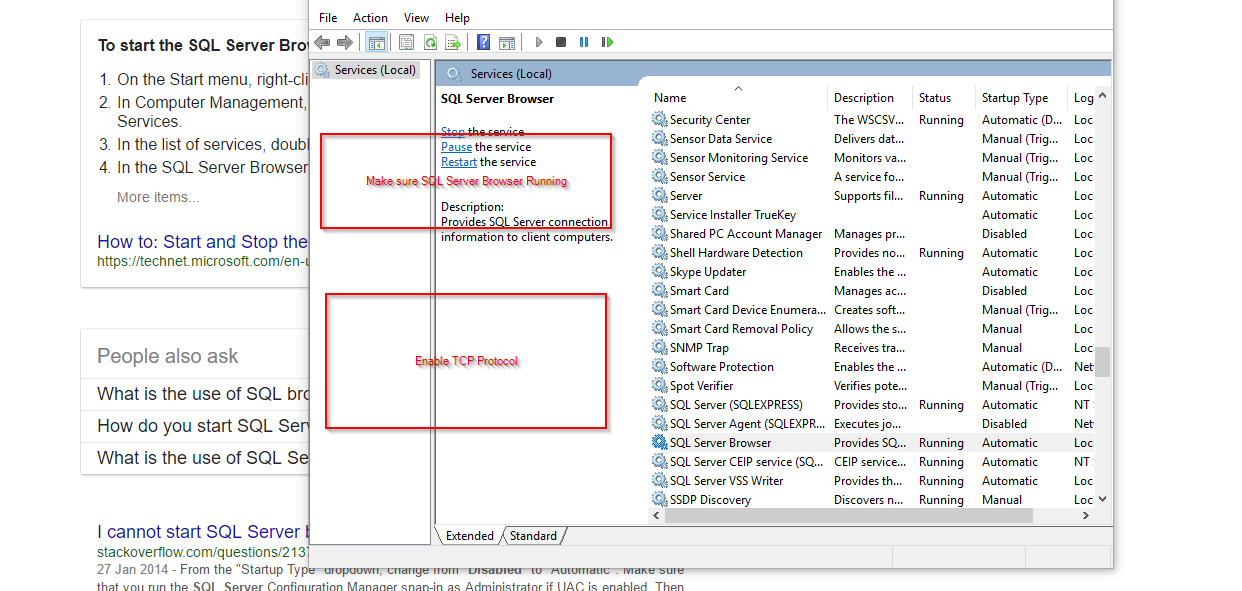 To start the SQL Server Brow
1. On the Start menu, right-cli
2. In Computer Management,
Services.
3. In the list of services, doubl
4. In the SQL Server Browser
More items...
How to: Start and Stop the
https://technet.microsoft.com/en-u
People also ask
What is the use of SQL bro
How do you start SQL Serv
What is the use of SQL Se
I cannot start SQL Server b
stackoverflow.com/questions/2137
27 Jan 2014 - From the "Startup Type" dropdown, change from "Disabled" to "Automatic". Make sure
that you run the SQL Server Configuration Manager snap-in as Administrator if UAC is enabled. Then
File Action View Help
Services (Local)
Services (Local)
SQL Server Browser
Stop the service
Pause the service
Restart the service
Make sure SQL Server Browser Running
Description:
Provides SQL Server connection
information to client computers.
Enable TCP Protocol
Name Description Status Startup Type Log
Security Center The WSCSV... Running Automatic (D... Loc
Sensor Data Service Delivers dat... Manual (Trig... Loc
Sensor Monitoring Service Monitors va... Manual (Trig... Loc
Sensor Service A service fo... Manual (Trig... Loc
Server Supports fil... Running Automatic Loc
Service Installer TrueKey Automatic Loc
Shared PC Account Manager Manages pr... Disabled Loc
Shell Hardware Detection Provides no... Running Automatic Loc
Skype Updater Enables the ... Automatic Loc
Smart Card Manages ac... Disabled Loc
Smart Card Device Enumera... Creates soft... Manual (Trig... Loc
Smart Card Removal Policy Allows the s... Manual Loc
SNMP Trap Receives tra... Manual Loc
Software Protection Enables the ... Automatic (D... Net
Spot Verifier Verifies pote... Manual (Trig... Loc
SQL Server (SQLEXPRESS) Provides sto... Running Automatic NT
SQL Server Agent (SQLEXPR... Executes jo... Disabled Net
SQL Server Browser Provides SQ... Running Automatic Loc
SQL Server CEIP service (SQ... CEIP service... Running Automatic NT
SQL Server VSS Writer Provides th... Running Automatic Loc
SSDP Discovery Discovers n... Running Manual Loc
Extended Standard